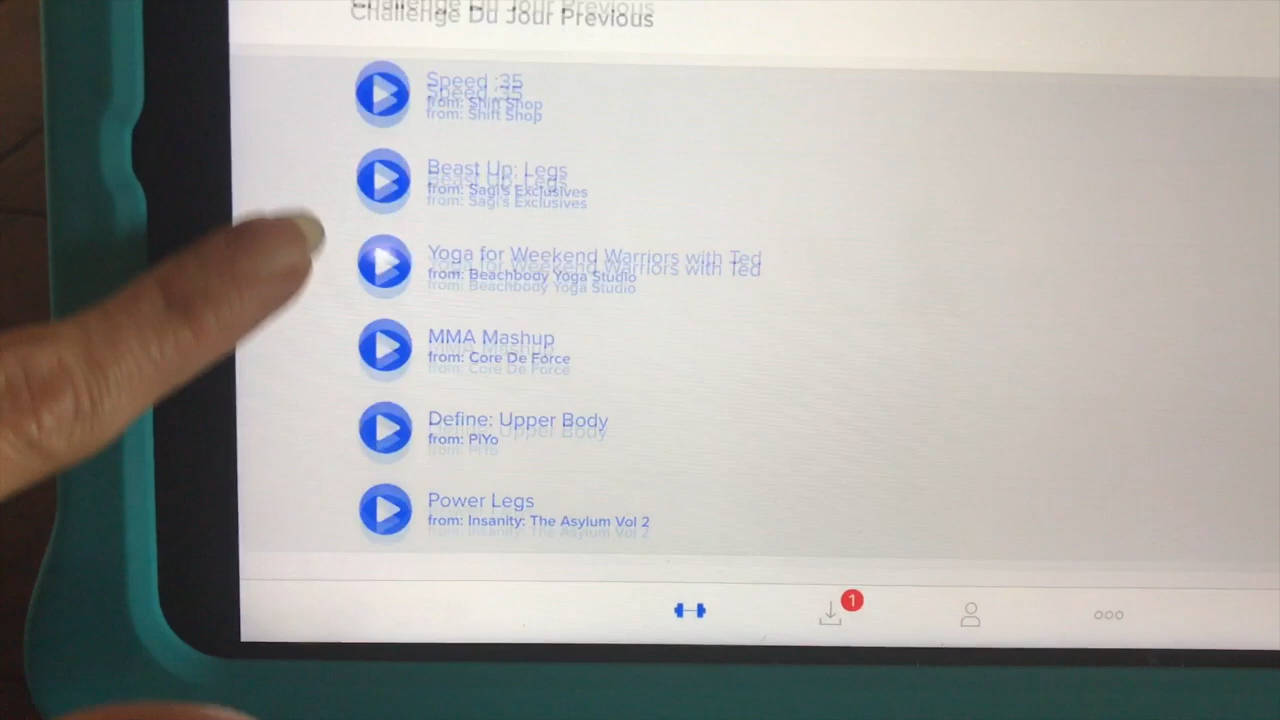 Challenge Du Jour Previous
Speed :35
from: Shift Shop
Beast Up: Legs
from: Sagi's Exclusives
Yoga for Weekend Warriors with Ted
from: Beachbody Yoga Studio
MMA Mashup
from: Core De Force
Define: Upper Body
from: PiYo
Power Legs
from: Insanity: The Asylum Vol 2
1